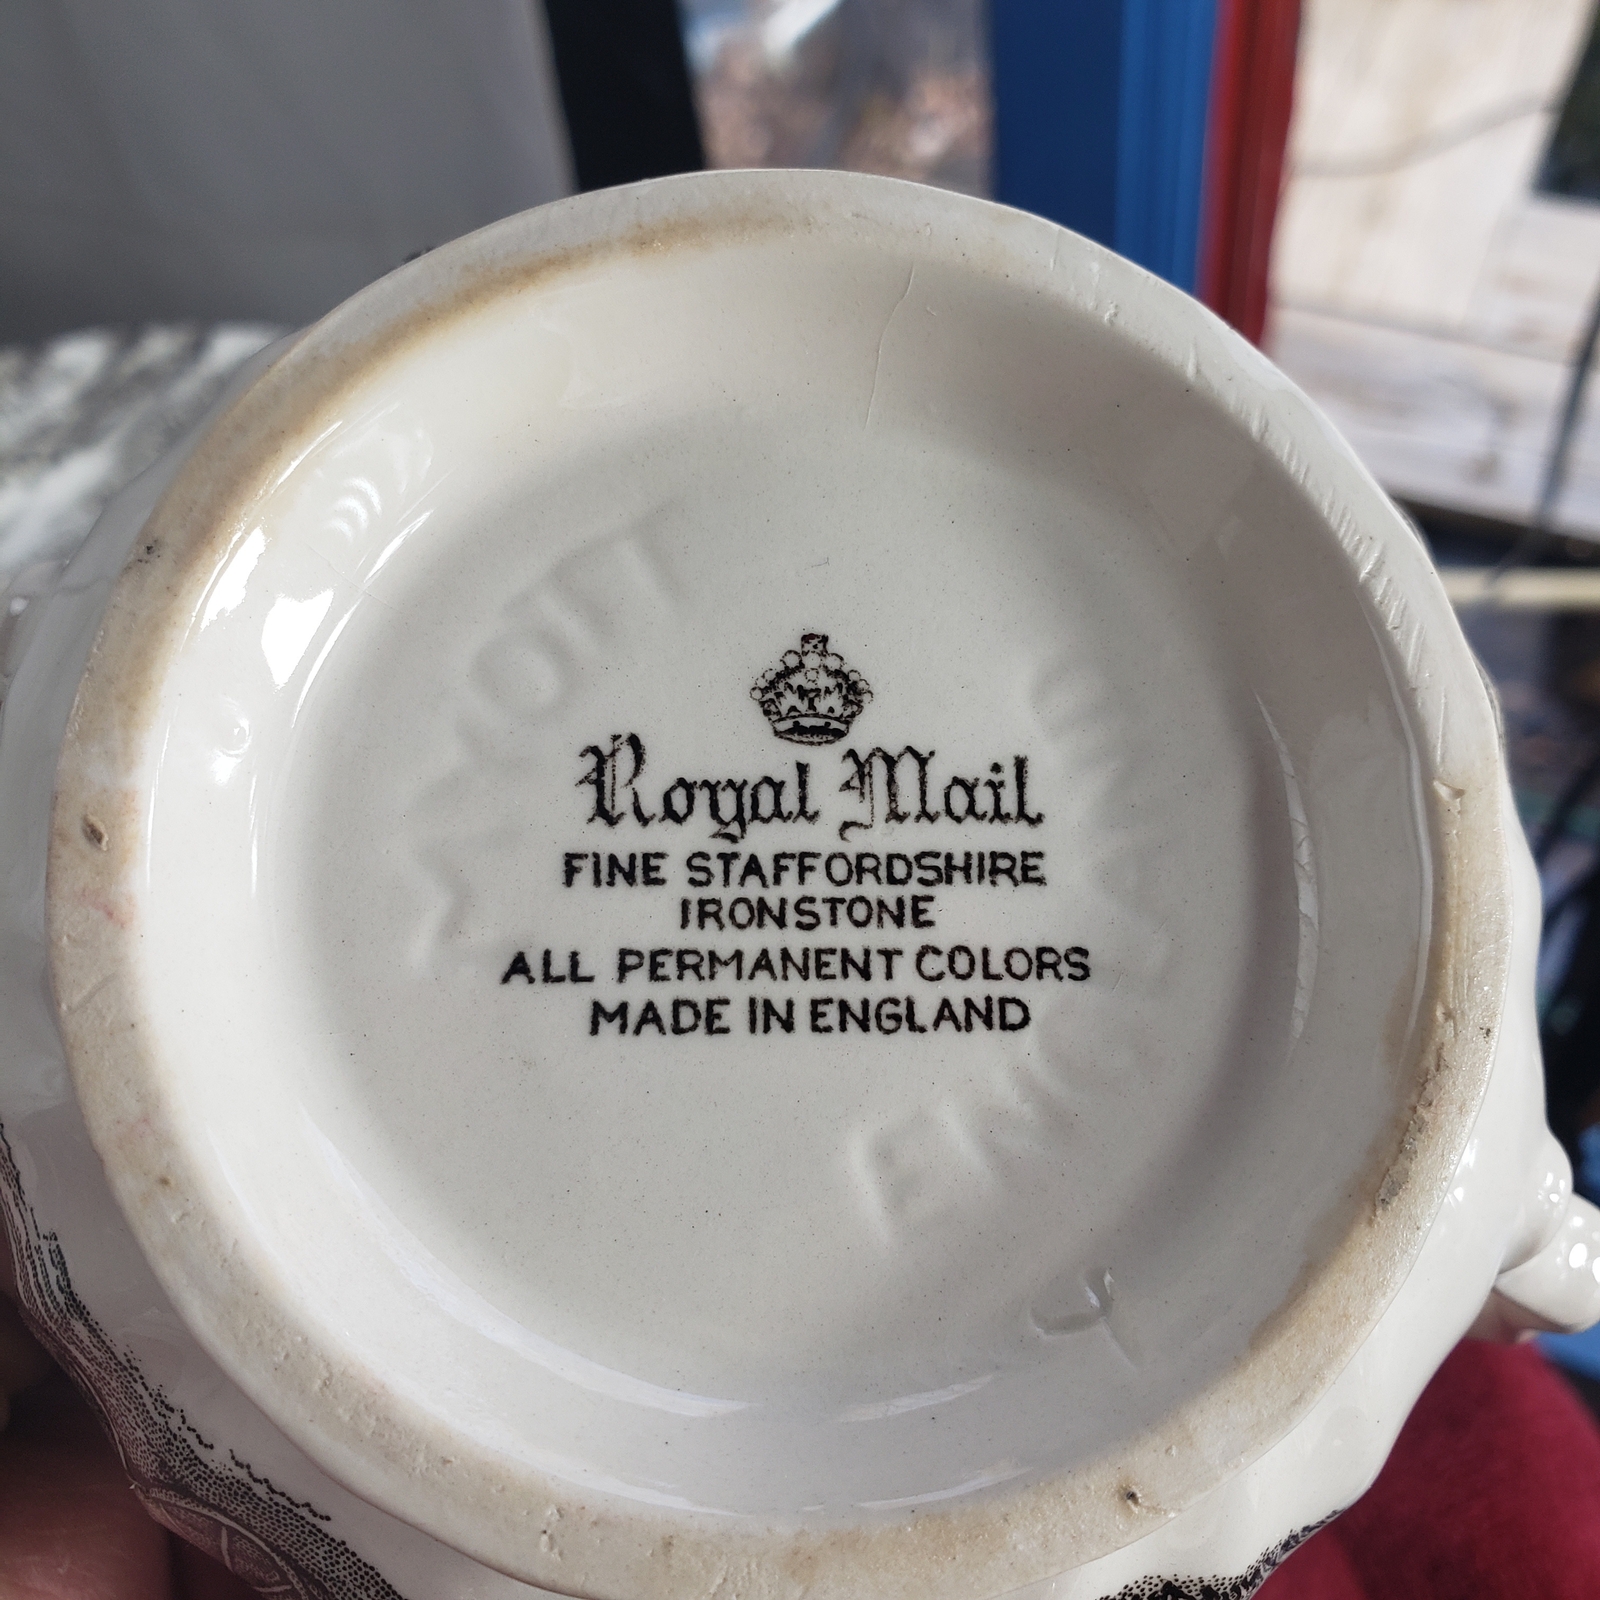 Royal Mail
FINE STAFFORDSHIRE
IRONSTONE
ALL PERMANENT COLORS
MADE IN ENGLAND